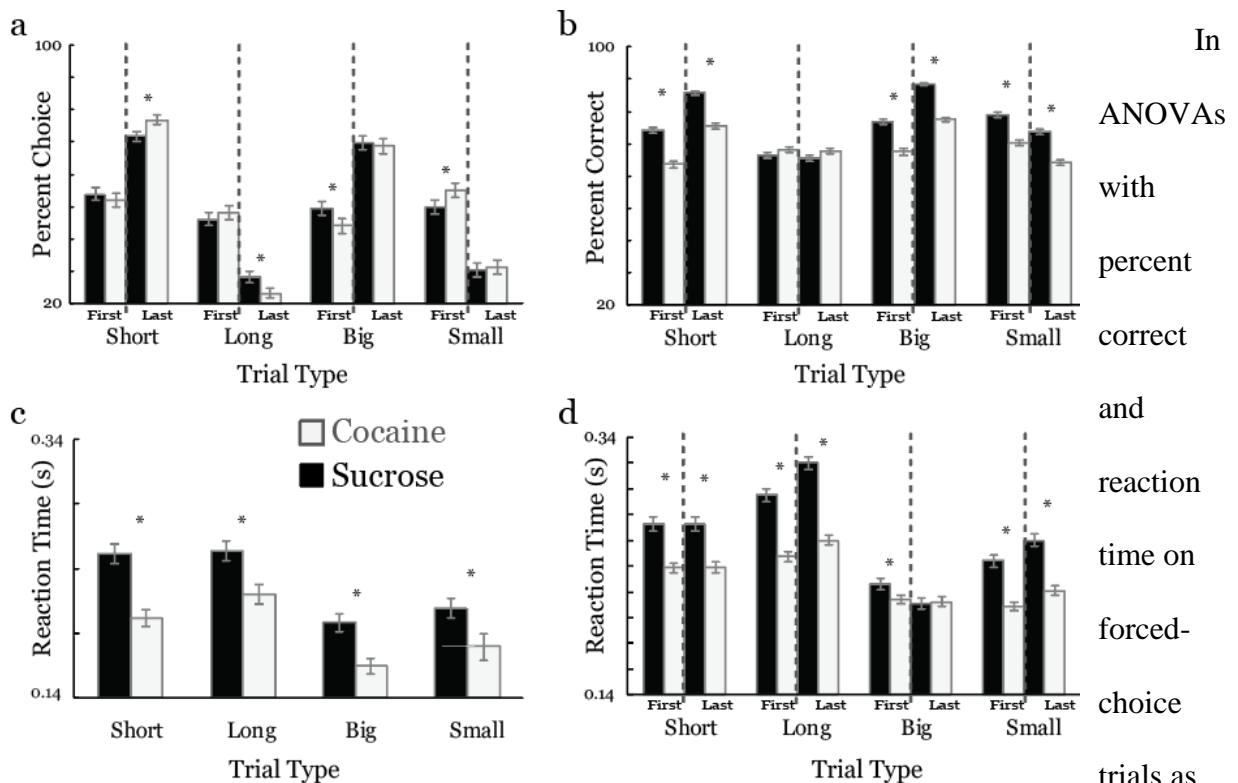 a
100
Percent Choice
20
First Last First Last First Last First Last
Short Long Big Small
Trial Type
b
100
Percent Correct
20
First Last First Last First Last First Last
Short Long Big Small
Trial Type
c
0.34
Reaction Time (s)
0.14
Cocaine
Sucrose
Short Long Big Small
Trial Type
d
0.34
Reaction Time (s)
0.14
First Last First Last First Last First Last
Short Long Big Small
Trial Type
In
ANOVAs
with
percent
correct
and
reaction
time on
forced-
choice
trials as